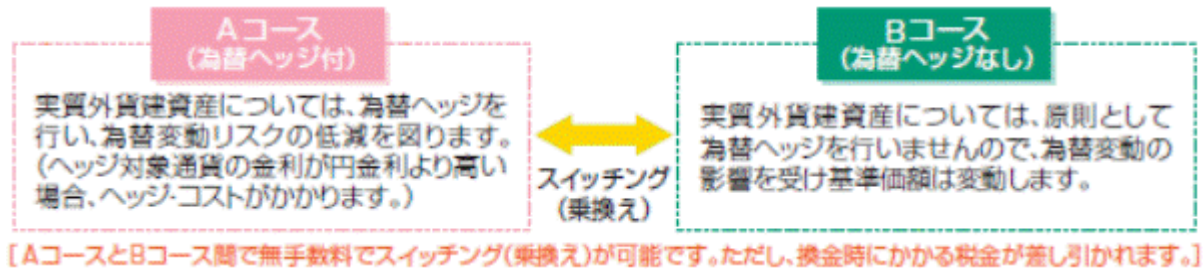 Aコース
(為替ヘッジ付)
実質外貨建資産については、為替ヘッジを
行い、為替変動リスクの低減を図ります。
(ヘッジ対象通貨の金利が円金利より高い
場合、ヘッジ・コストがかかります。)
スイッチング
(乗換え)
Bコース
(為替ヘッジなし)
実質外貨建資産については、原則として
為替ヘッジを行いませんので、為替変動の
影響を受け基準価額は変動します。
[AコースとBコース間で無手数料でスイッチング(乗換え)が可能です。ただし、換金時にかかる税金が差し引かれます。]